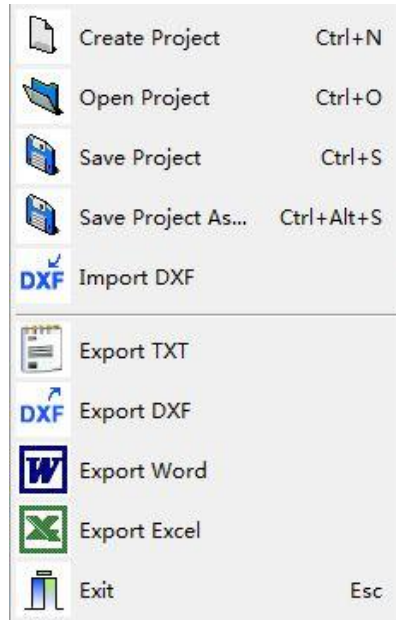 Create Project Ctrl+N
Open Project Ctrl+O
Save Project Ctrl+S
Save Project As... Ctrl+Alt+S
DXF Import DXF
Export TXT
DXF Export DXF
W Export Word
X Export Excel
Exit Esc